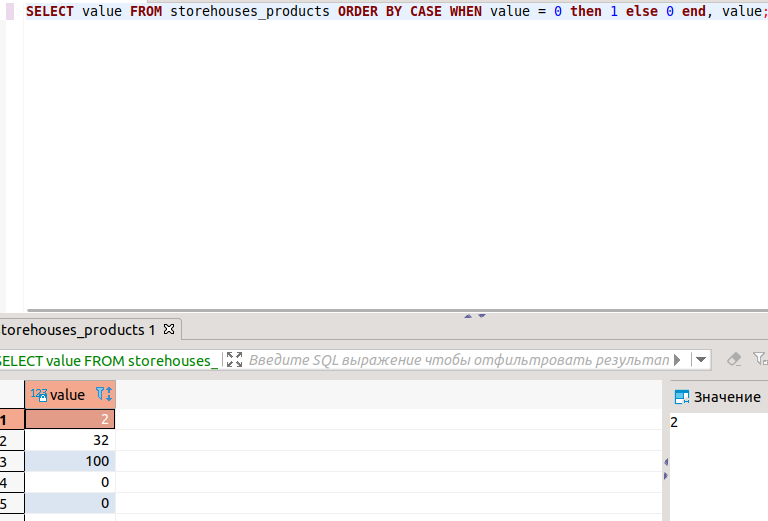 SELECT value FROM storehouses_products ORDER BY CASE WHEN value = 0 then 1 else 0 end, value;
torehouses_products 1
SELECT value FROM storehouses_ Введите SQL выражение чтобы отфильтровать результат
123 value
Значение
1 2
2
2 32
3 100
4 0
5 0